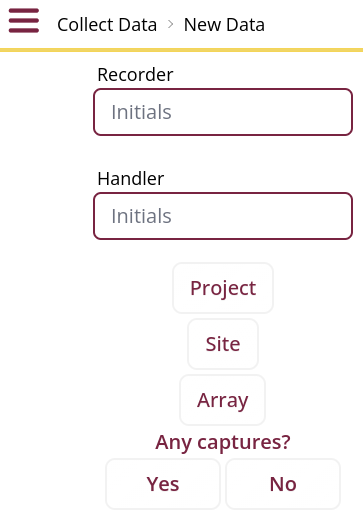 Collect Data > New Data
Recorder
Initials
Handler
Initials
Project
Site
Array
Any captures?
Yes No